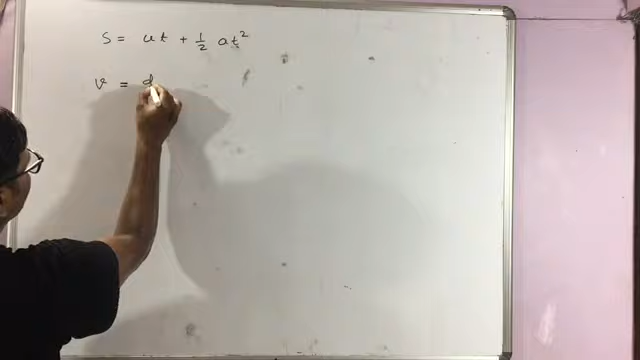 S = ut + 1/2 at²
v = d